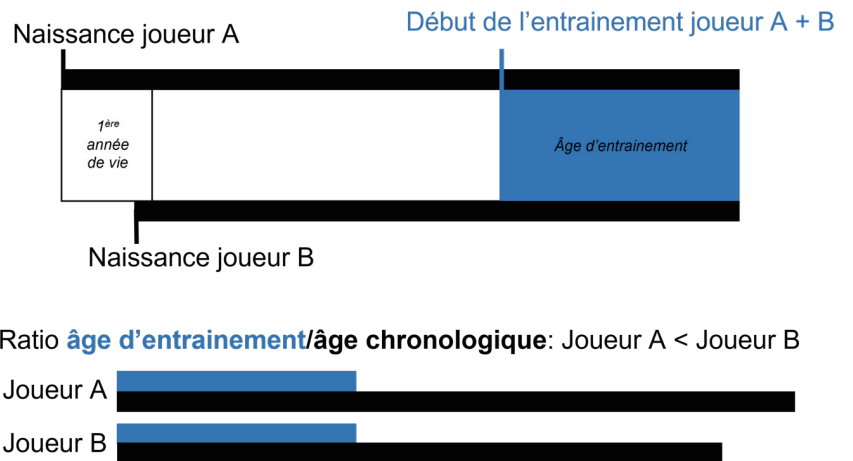 Naissance joueur A
Début de l'entrainement joueur A + B
1ère
année
de vie
Âge d'entrainement
Naissance joueur B
Ratio âge d'entrainement/âge chronologique: Joueur A < Joueur B
Joueur A
Joueur B